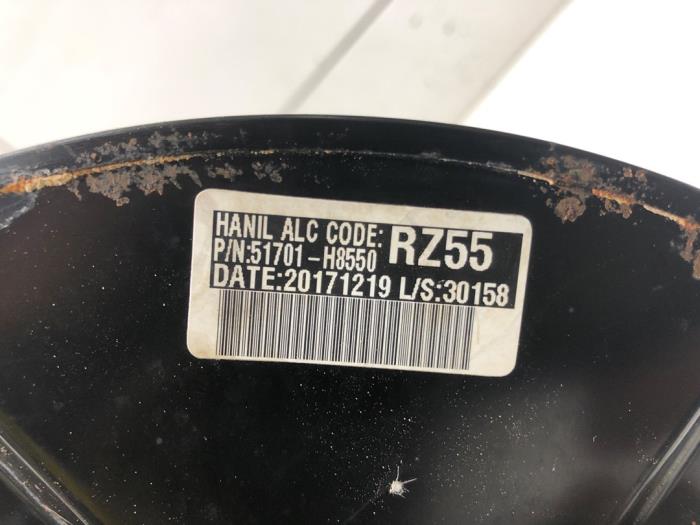 HANIL ALC CODE: RZ55
P/N:51701-H8550
DATE:20171219 L/S:30158